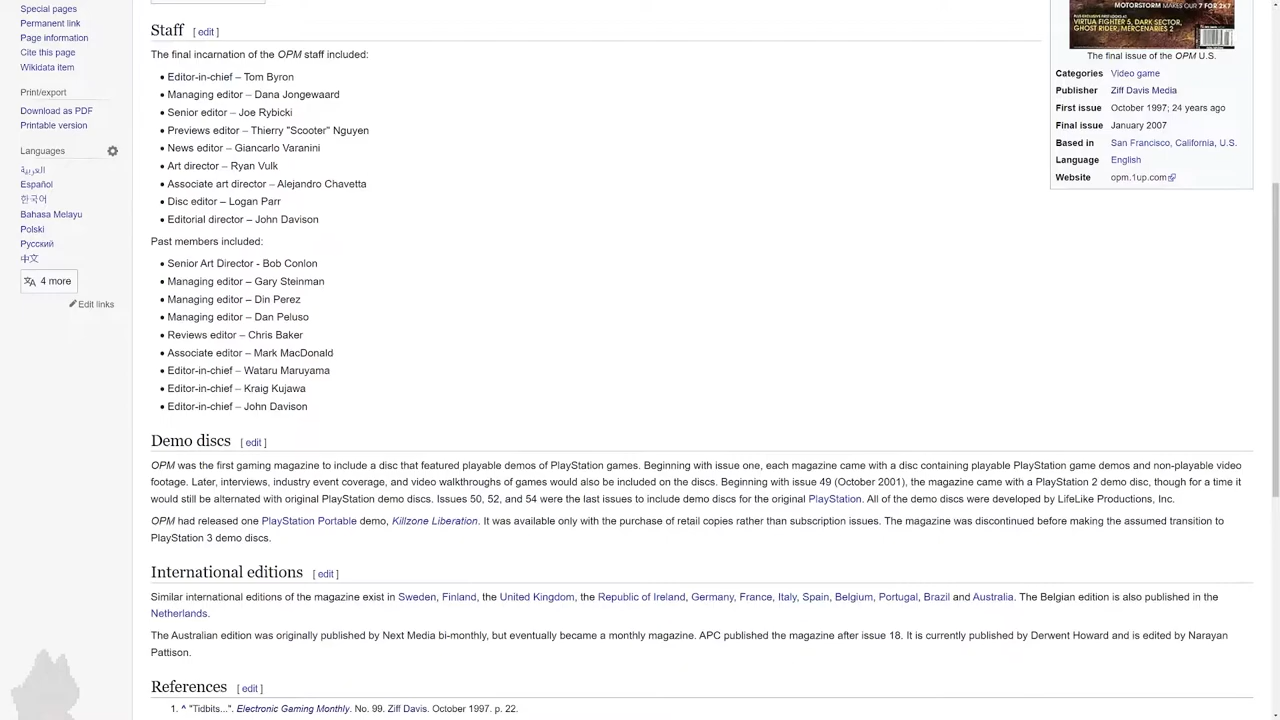 Special pages
Permanent link
Page information
Cite this page
Wikidata item
Print/export
Download as PDF
Printable version
Languages
العربية
Español
한국어
Bahasa Melayu
Polski
Русский
中文
4 more
Edit links
Staff [ edit ]
The final incarnation of the OPM staff included:
• Editor-in-chief – Tom Byron
• Managing editor – Dana Jongewaard
• Senior editor – Joe Rybicki
• Previews editor – Thierry "Scooter" Nguyen
• News editor – Giancarlo Varanini
• Art director – Ryan Vulk
• Associate art director – Alejandro Chavetta
• Disc editor – Logan Parr
• Editorial director – John Davison
Past members included:
• Senior Art Director - Bob Conlon
• Managing editor – Gary Steinman
• Managing editor – Din Perez
• Managing editor – Dan Peluso
• Reviews editor – Chris Baker
• Associate editor – Mark MacDonald
• Editor-in-chief – Wataru Maruyama
• Editor-in-chief – Kraig Kujawa
• Editor-in-chief – John Davison
Demo discs [ edit ]
OPM was the first gaming magazine to include a disc that featured playable demos of PlayStation games. Beginning with issue one, each magazine came with a disc containing playable PlayStation game demos and non-playable video
footage. Later, interviews, industry event coverage, and video walkthroughs of games would also be included on the discs. Beginning with issue 49 (October 2001), the magazine came with a PlayStation 2 demo disc, though for a time it
would still be alternated with original PlayStation demo discs. Issues 50, 52, and 54 were the last issues to include demo discs for the original PlayStation. All of the demo discs were developed by LifeLike Productions, Inc.
OPM had released one PlayStation Portable demo, Killzone Liberation. It was available only with the purchase of retail copies rather than subscription issues. The magazine was discontinued before making the assumed transition to
PlayStation 3 demo discs.
International editions [ edit ]
Similar international editions of the magazine exist in Sweden, Finland, the United Kingdom, the Republic of Ireland, Germany, France, Italy, Spain, Belgium, Portugal, Brazil and Australia. The Belgian edition is also published in the
Netherlands.
The Australian edition was originally published by Next Media bi-monthly, but eventually became a monthly magazine. APC published the magazine after issue 18. It is currently published by Derwent Howard and is edited by Narayan
Pattison.
References [ edit ]
1. ^ "Tidbits...". Electronic Gaming Monthly. No. 99. Ziff Davis. October 1997. p. 22.
MOTORSTORM MAKES OUR 7 FOR 2K7
PLUS EXCLUSIVE FIRST LOOKS AT
VIRTUA FIGHTER 5, DARK SECTOR,
GHOST RIDER, MERCENARIES 2
The final issue of the OPM U.S.
Categories Video game
Publisher Ziff Davis Media
First issue October 1997; 24 years ago
Final issue January 2007
Based in San Francisco, California, U.S.
Language English
Website opm.1up.com